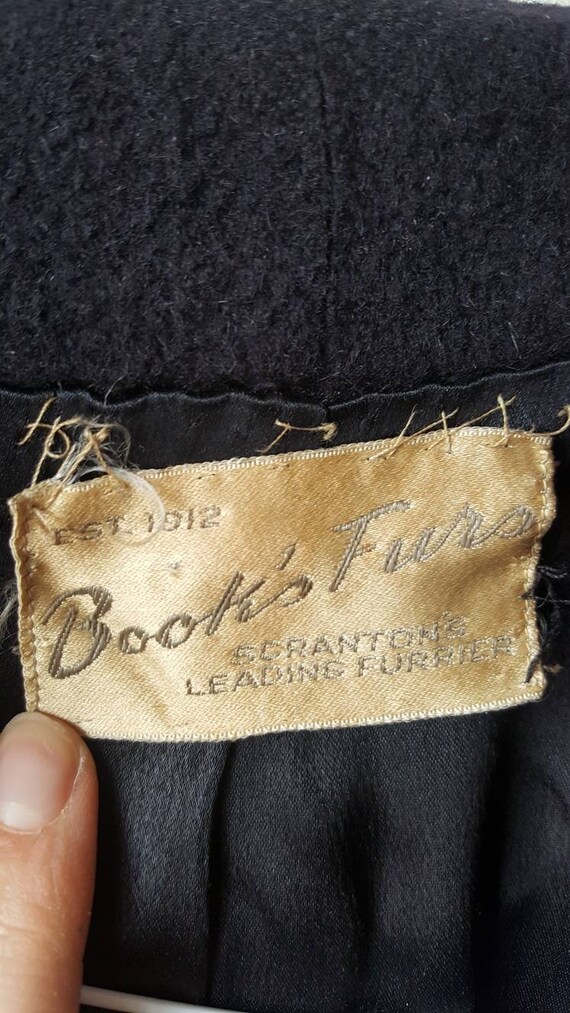 EST. 1912
Book's Furs
SCRANTON'S
LEADING FURRIER